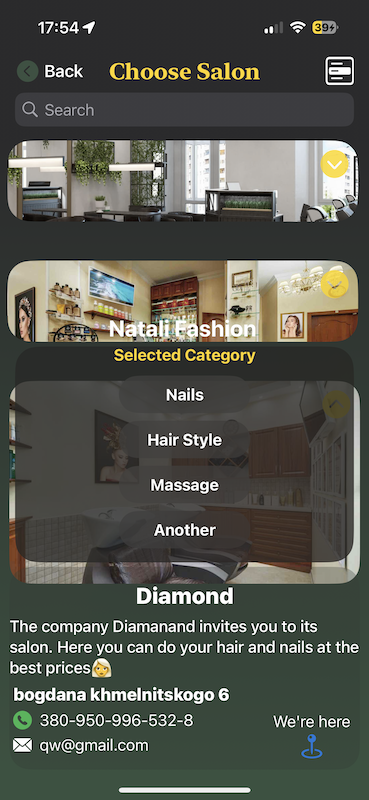 17:54
39
Back
Choose Salon
Search
Natali Fashion
Selected Category
Nails
Hair Style
Massage
Another
Diamond
The company Diamanand invites you to its
salon. Here you can do your hair and nails at the
best prices💇
bogdana khmelnitskogo 6
380-950-996-532-8
We're here
qw@gmail.com